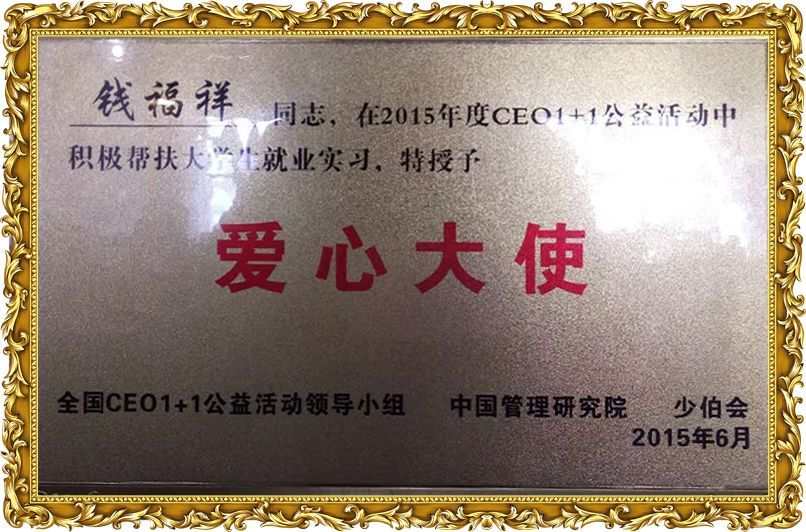 钱福祥 同志，在2015年度CEO1+1公益活动中
积极帮扶大学生就业实习，特授予
爱心大使
全国CEO1+1公益活动领导小组 中国管理研究院 少伯会
2015年6月